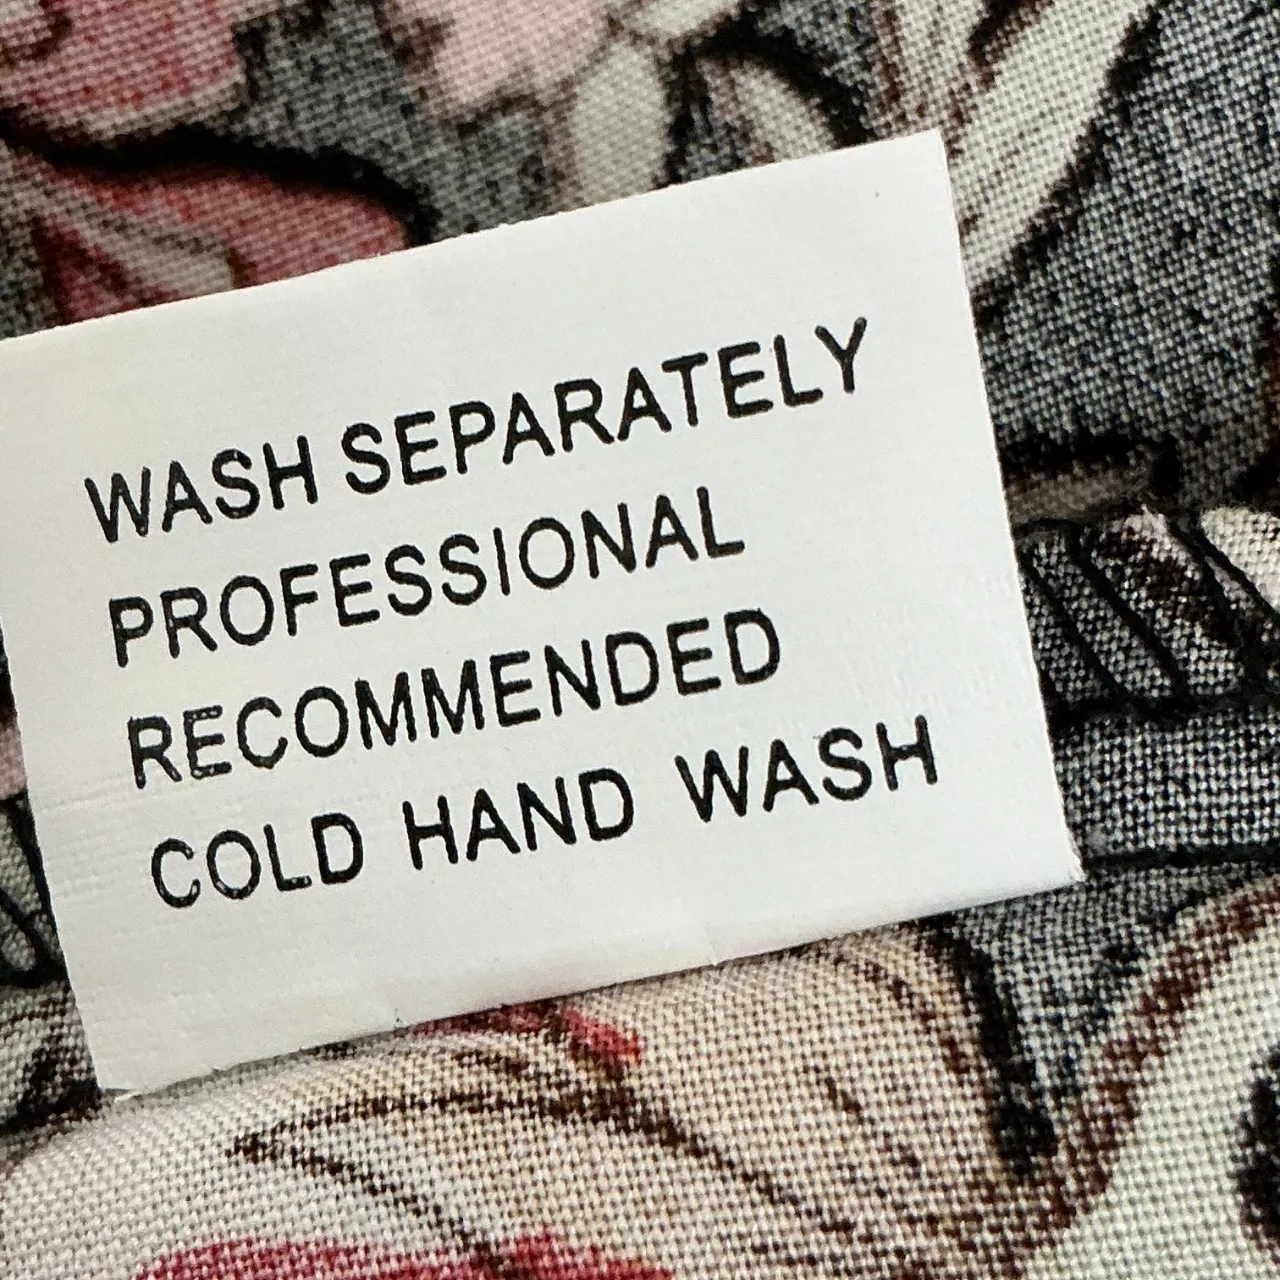 WASH SEPARATELY
PROFESSIONAL
RECOMMENDED
COLD HAND WASH